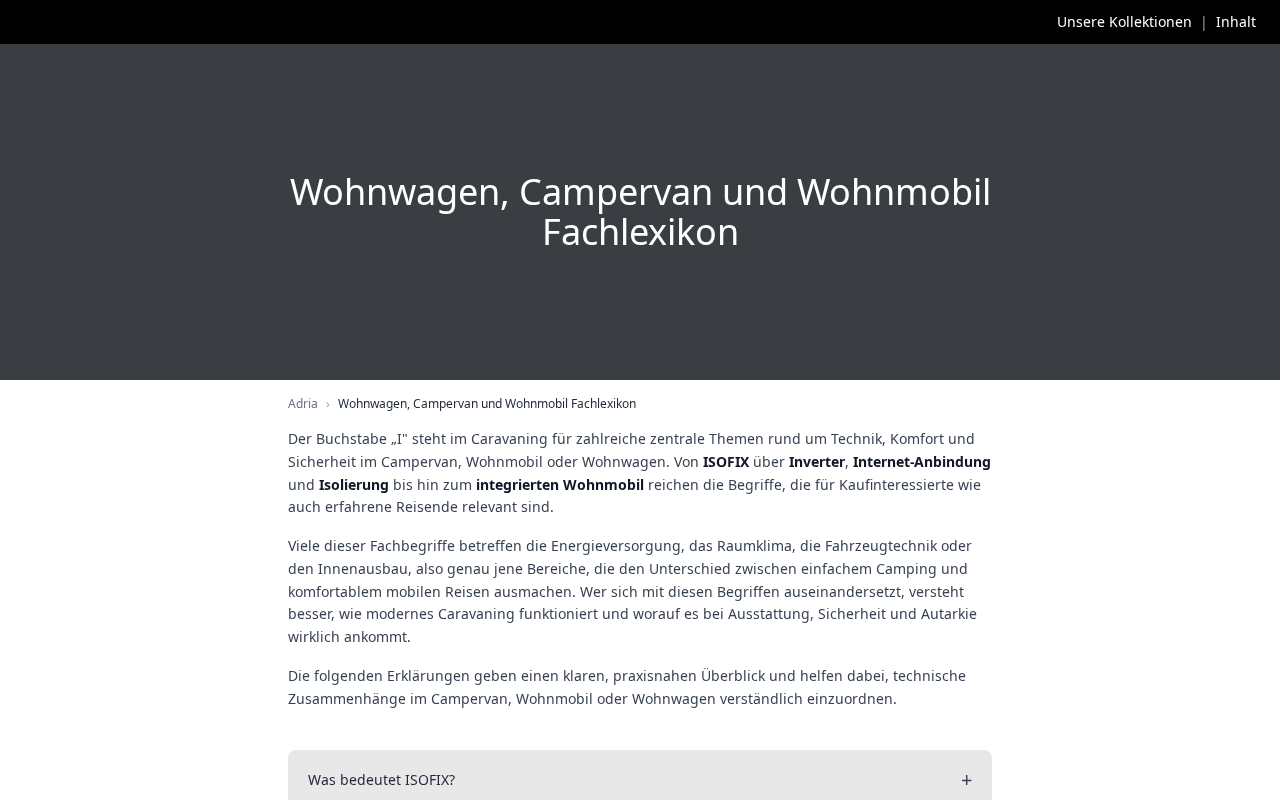 Unsere Kollektionen | Inhalt
Wohnwagen, Campervan und Wohnmobil
Fachlexikon
Adria › Wohnwagen, Campervan und Wohnmobil Fachlexikon
Der Buchstabe „I" steht im Caravaning für zahlreiche zentrale Themen rund um Technik, Komfort und
Sicherheit im Campervan, Wohnmobil oder Wohnwagen. Von ISOFIX über Inverter, Internet-Anbindung
und Isolierung bis hin zum integrierten Wohnmobil reichen die Begriffe, die für Kaufinteressierte wie
auch erfahrene Reisende relevant sind.
Viele dieser Fachbegriffe betreffen die Energieversorgung, das Raumklima, die Fahrzeugtechnik oder
den Innenausbau, also genau jene Bereiche, die den Unterschied zwischen einfachem Camping und
komfortablem mobilen Reisen ausmachen. Wer sich mit diesen Begriffen auseinandersetzt, versteht
besser, wie modernes Caravaning funktioniert und worauf es bei Ausstattung, Sicherheit und Autarkie
wirklich ankommt.
Die folgenden Erklärungen geben einen klaren, praxisnahen Überblick und helfen dabei, technische
Zusammenhänge im Campervan, Wohnmobil oder Wohnwagen verständlich einzuordnen.
Was bedeutet ISOFIX? +